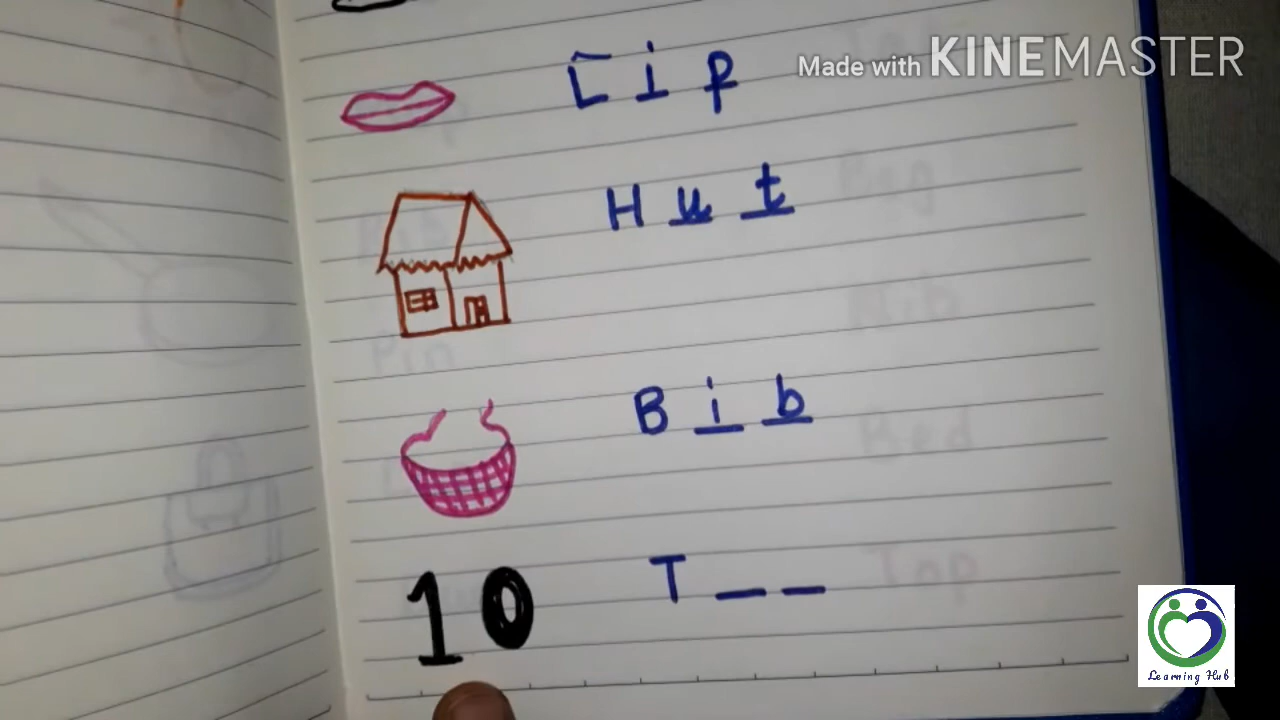 Made with KINEMASTER
Lip
Hut
Bib
10 T _ _
Learning Hub